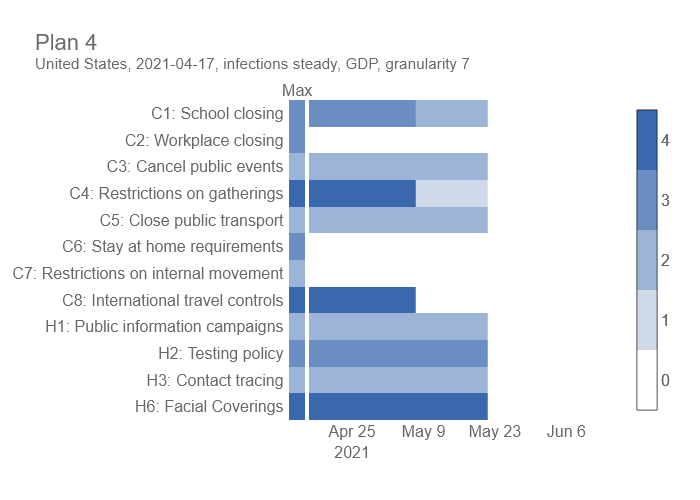 Plan 4
United States, 2021-04-17, infections steady, GDP, granularity 7
Max
C1: School closing
C2: Workplace closing
C3: Cancel public events
C4: Restrictions on gatherings
C5: Close public transport
C6: Stay at home requirements
C7: Restrictions on internal movement
C8: International travel controls
H1: Public information campaigns
H2: Testing policy
H3: Contact tracing
H6: Facial Coverings
Apr 25 May 9 May 23 Jun 6
2021
4
3
2
1
0